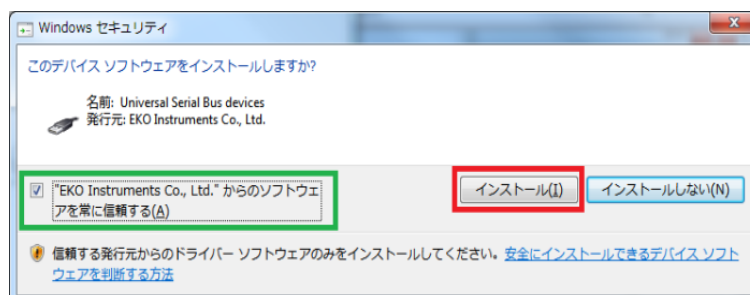 Windows セキュリティ
このデバイス ソフトウェアをインストールしますか?
名前: Universal Serial Bus devices
発行元: EKO Instruments Co., Ltd.
"EKO Instruments Co., Ltd." からのソフトウェ
アを常に信頼する(A)
インストール(I)
インストールしない(N)
信頼する発行元からのドライバー ソフトウェアのみをインストールしてください。安全にインストールできるデバイス ソフト
ウェアを判断する方法